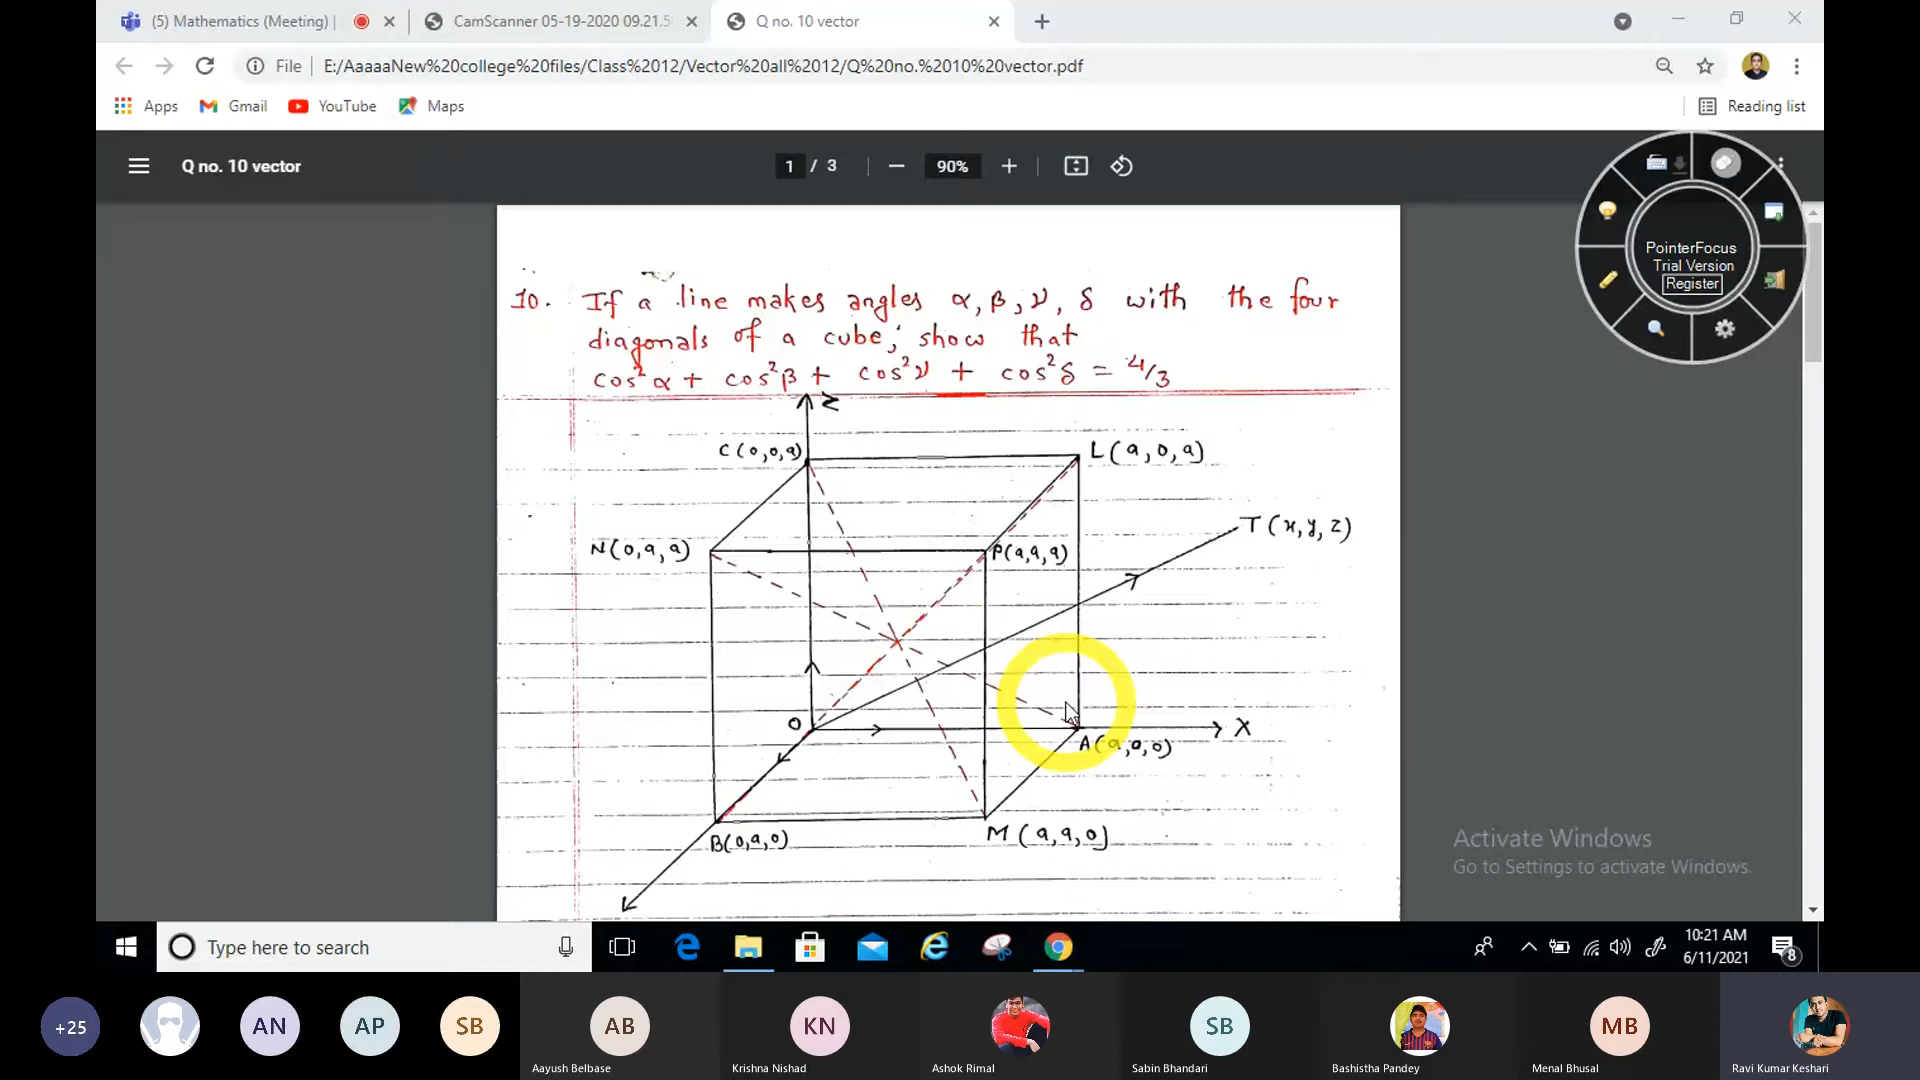 (5) Mathematics (Meeting) |
CamScanner 05-19-2020 09.21.5
Q no. 10 vector
File | E:/AaaaaNew%20college%20files/Class%2012/Vector%20all%2012/Q%20no.%2010%20vector.pdf
Apps
Gmail
YouTube
Maps
Reading list
Q no. 10 vector
1 / 3
90%
PointerFocus
Trial Version
Register
10. If a line makes angles α, β, γ, δ with the four
diagonals of a cube; show that
cos²α + cos²β + cos²γ + cos²δ = 4/3
Z
C(0,0,a)
L(a,0,a)
T(x,y,z)
N(0,a,a)
P(a,a,a)
O
X
A(a,0,0)
B(0,a,0)
M(a,a,0)
Activate Windows
Go to Settings to activate Windows.
Type here to search
10:21 AM
6/11/2021
8
+25
AN
AP
SB
AB
KN
SB
MB
Aayush Belbase
Krishna Nishad
Ashok Rimal
Sabin Bhandari
Bashistha Pandey
Menal Bhusal
Ravi Kumar Keshari